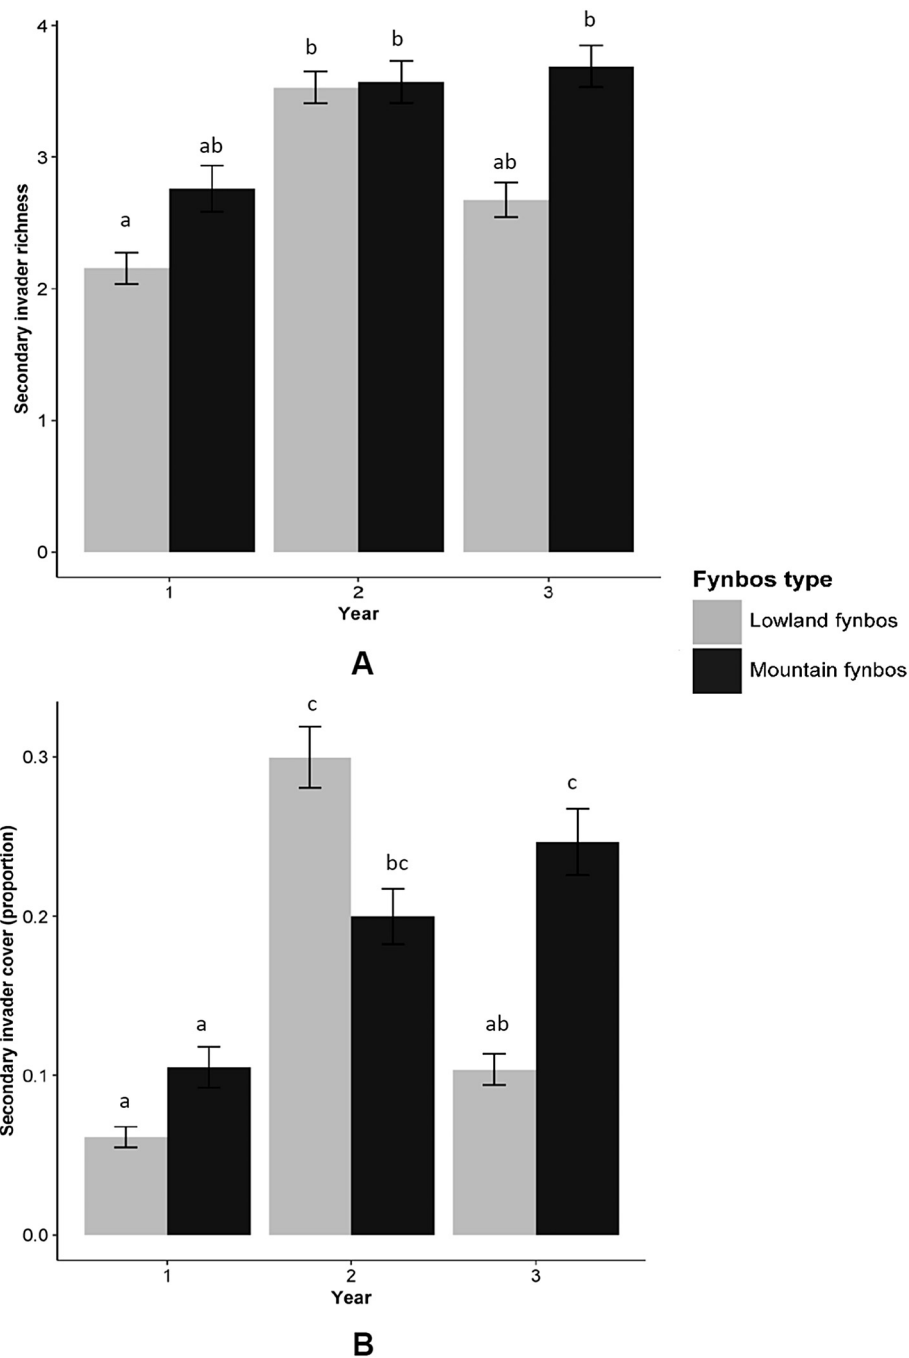 Secondary invader richness
4
3
2
1
0
a
ab
b
b
ab
b
1
2
3
Year
A
Fynbos type
Lowland fynbos
Mountain fynbos
Secondary invader cover (proportion)
0.3
0.2
0.1
0.0
a
a
c
bc
ab
c
1
2
3
Year
B